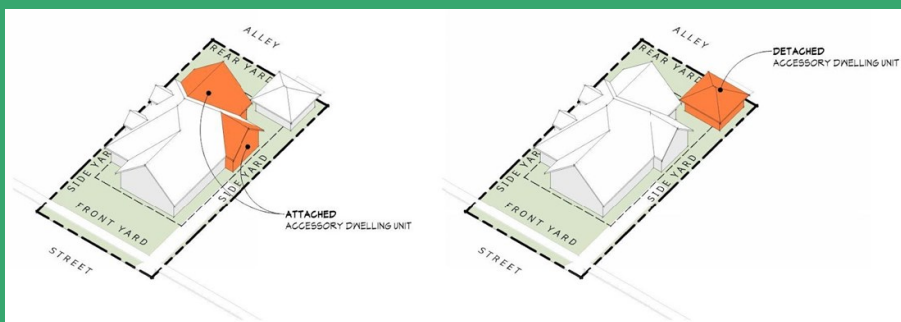 ALLEY
REAR YARD
SIDE YARD
SIDE YARD
FRONT YARD
STREET
ATTACHED
ACCESSORY DWELLING UNIT
ALLEY
REAR YARD
DETACHED
ACCESSORY DWELLING UNIT
SIDE YARD
SIDE YARD
FRONT YARD
STREET